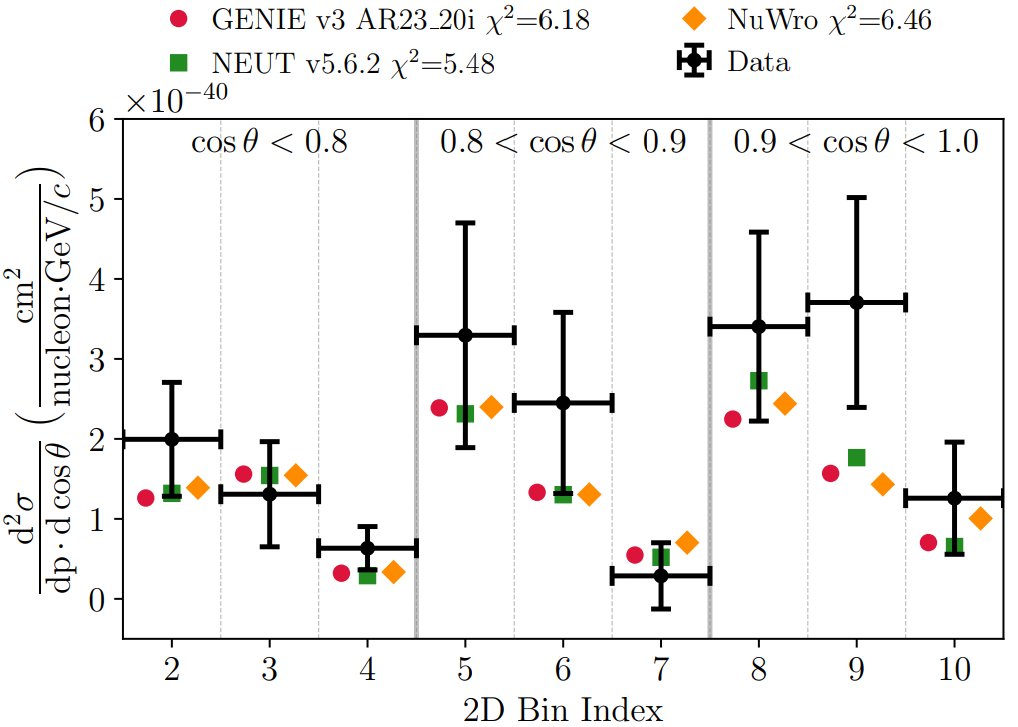 GENIE v3 AR23_20i χ²=6.18
NuWro χ²=6.46
NEUT v5.6.2 χ²=5.48
Data
×10⁻⁴⁰
cos θ < 0.8
0.8 < cos θ < 0.9
0.9 < cos θ < 1.0
6
5
4
3
2
1
0
d²σ/dp · d cos θ (cm²/nucleon·GeV/c)
2 3 4 5 6 7 8 9 10
2D Bin Index